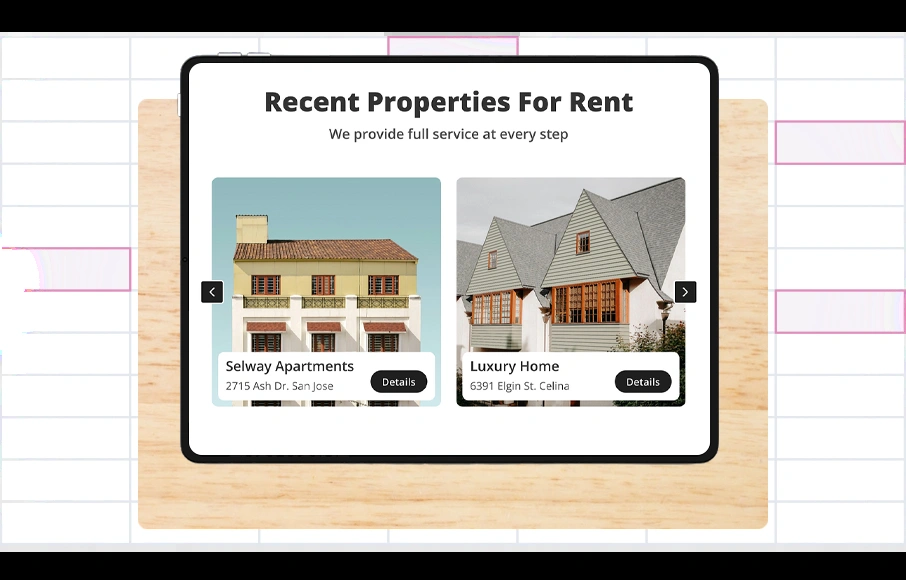 Recent Properties For Rent
We provide full service at every step
Selway Apartments
2715 Ash Dr. San Jose
Details
Luxury Home
6391 Elgin St. Celina
Details